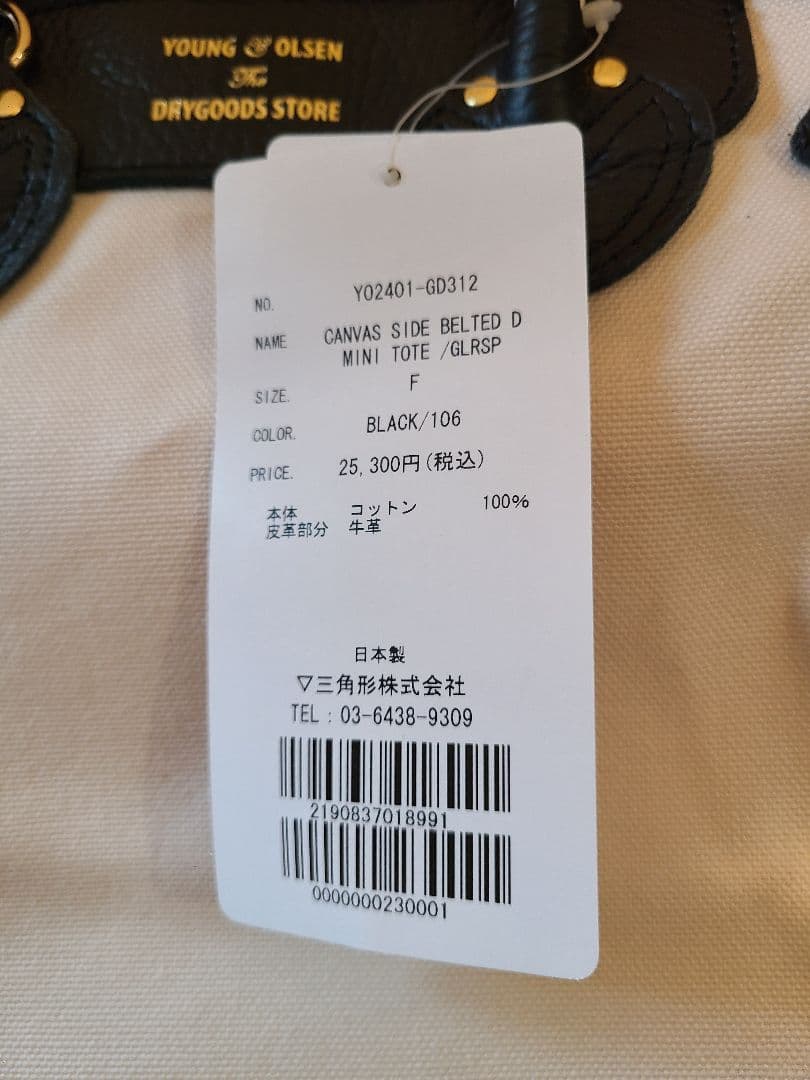 YOUNG & OLSEN
The
DRYGOODS STORE
NO. YO2401-GD312
NAME CANVAS SIDE BELTED D
MINI TOTE /GLRSP
SIZE. F
COLOR. BLACK/106
PRICE. 25,300円(税込)
本体 コットン 100%
皮革部分 牛革
日本製
▽三角形株式会社
TEL : 03-6438-9309
2190837018991
0000000230001